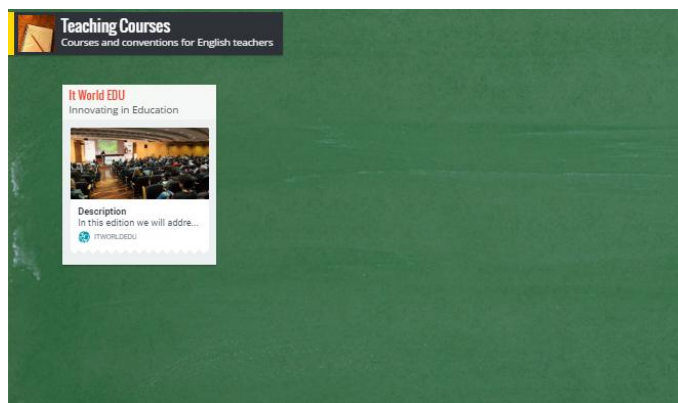 Teaching Courses
Courses and conventions for English teachers
It World EDU
Innovating in Education
Description
In this edition we will addre...
ITWORLDEDU